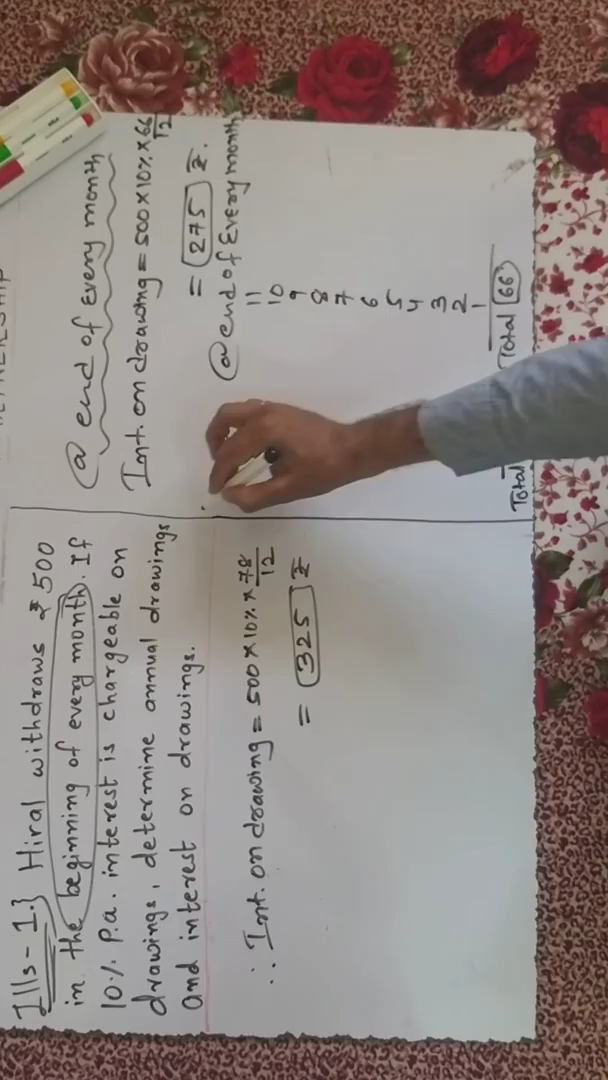 Ills-1.} Hiral withdraws ₹500
in the beginning of every month. If
10% p.a. interest is chargeable on
drawings, determine annual drawings
and interest on drawings.
∴ Int. on drawing = 500 × 10% × 78/12
= 325 ₹
@ end of Every month
Int. on drawing = 500×10%×66/12
= 275 ₹.
@ end of Every month
11
10
9
8
7
6
5
4
3
2
1
Total 66
Total